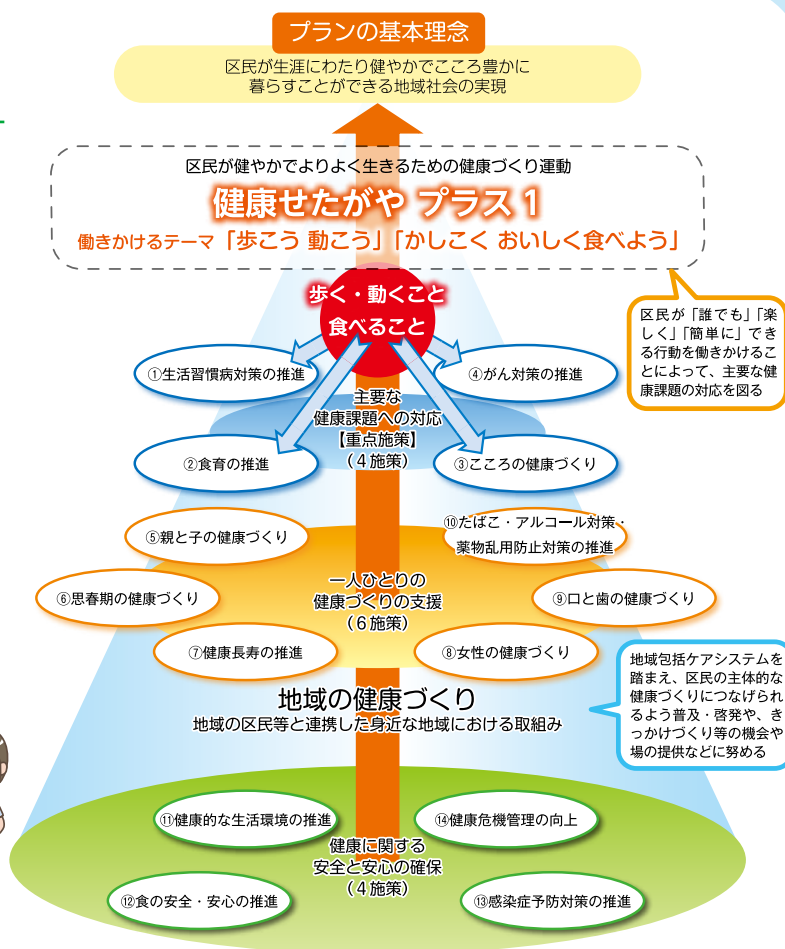 プランの基本理念
区民が生涯にわたり健やかでこころ豊かに
暮らすことができる地域社会の実現
区民が健やかでよりよく生きるための健康づくり運動
健康せたがや プラス 1
働きかけるテーマ「歩こう 動こう」「かしこく おいしく食べよう」
歩く・動くこと
食べること
区民が「誰でも」「楽
しく」「簡単に」でき
る行動を働きかけるこ
とによって、主要な健
康課題の対応を図る
①生活習慣病対策の推進
④がん対策の推進
主要な
健康課題への対応
【重点施策】
(4施策)
②食育の推進
③こころの健康づくり
⑤親と子の健康づくり
⑩たばこ・アルコール対策・
薬物乱用防止対策の推進
一人ひとりの
健康づくりの支援
(6施策)
⑥思春期の健康づくり
⑨口と歯の健康づくり
⑦健康長寿の推進
⑧女性の健康づくり
地域の健康づくり
地域の区民等と連携した身近な地域における取組み
地域包括ケアシステムを
踏まえ、区民の主体的な
健康づくりにつなげられ
るよう普及・啓発や、き
っかけづくり等の機会や
場の提供などに努める
⑪健康的な生活環境の推進
⑭健康危機管理の向上
健康に関する
安全と安心の確保
(4施策)
⑫食の安全・安心の推進
⑬感染症予防対策の推進